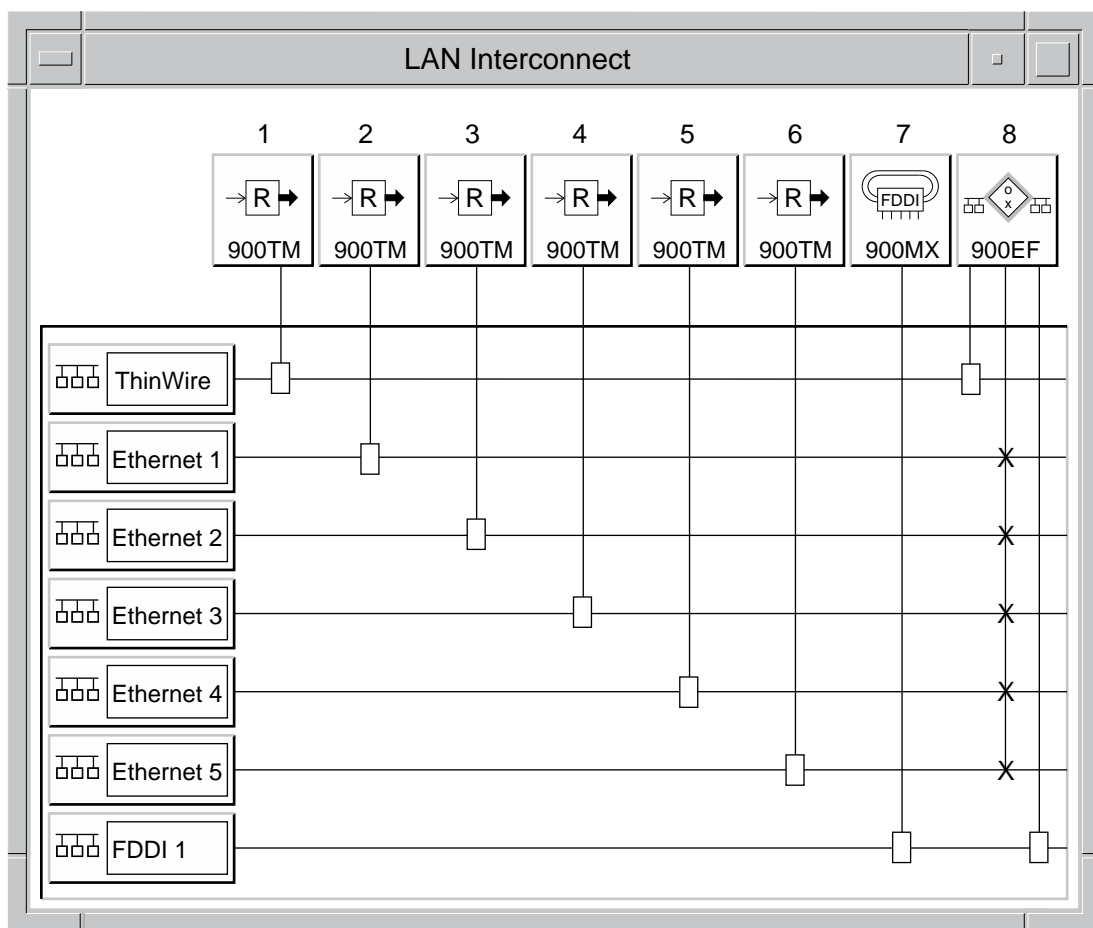 LAN Interconnect
1 2 3 4 5 6 7 8
R R R R R R FDDI o
x
900TM 900TM 900TM 900TM 900TM 900TM 900MX 900EF
ThinWire
Ethernet 1
X
Ethernet 2
X
Ethernet 3
X
Ethernet 4
X
Ethernet 5
X
FDDI 1